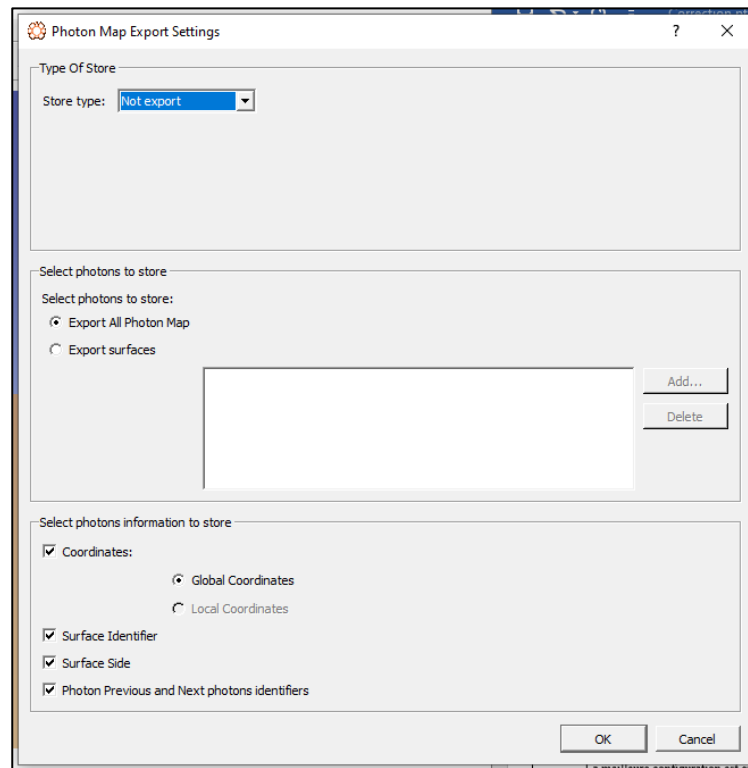 Photon Map Export Settings
?
Type Of Store
Store type: Not export
Select photons to store
Select photons to store:
Export All Photon Map
Export surfaces
Add...
Delete
Select photons information to store
Coordinates:
Global Coordinates
Local Coordinates
Surface Identifier
Surface Side
Photon Previous and Next photons identifiers
OK Cancel